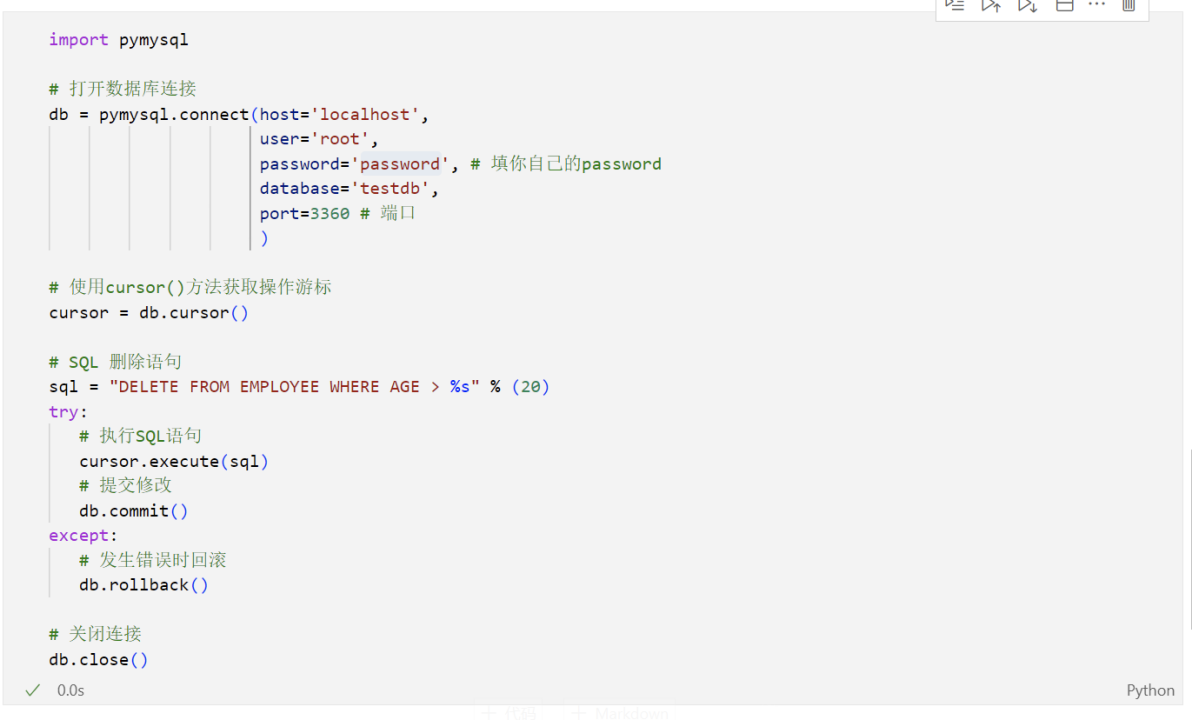 import pymysql
# 打开数据库连接
db = pymysql.connect(host='localhost',
user='root',
password='password', # 填你自己的password
database='testdb',
port=3360 # 端口
)
# 使用cursor()方法获取操作游标
cursor = db.cursor()
# SQL 删除语句
sql = "DELETE FROM EMPLOYEE WHERE AGE > %s" % (20)
try:
# 执行SQL语句
cursor.execute(sql)
# 提交修改
db.commit()
except:
# 发生错误时回滚
db.rollback()
# 关闭连接
db.close()
0.0s
Python
+ 代码 + Markdown